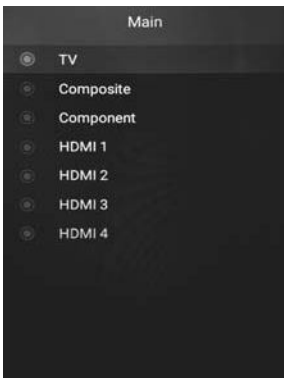 Main
TV
Composite
Component
HDMI 1
HDMI 2
HDMI 3
HDMI 4